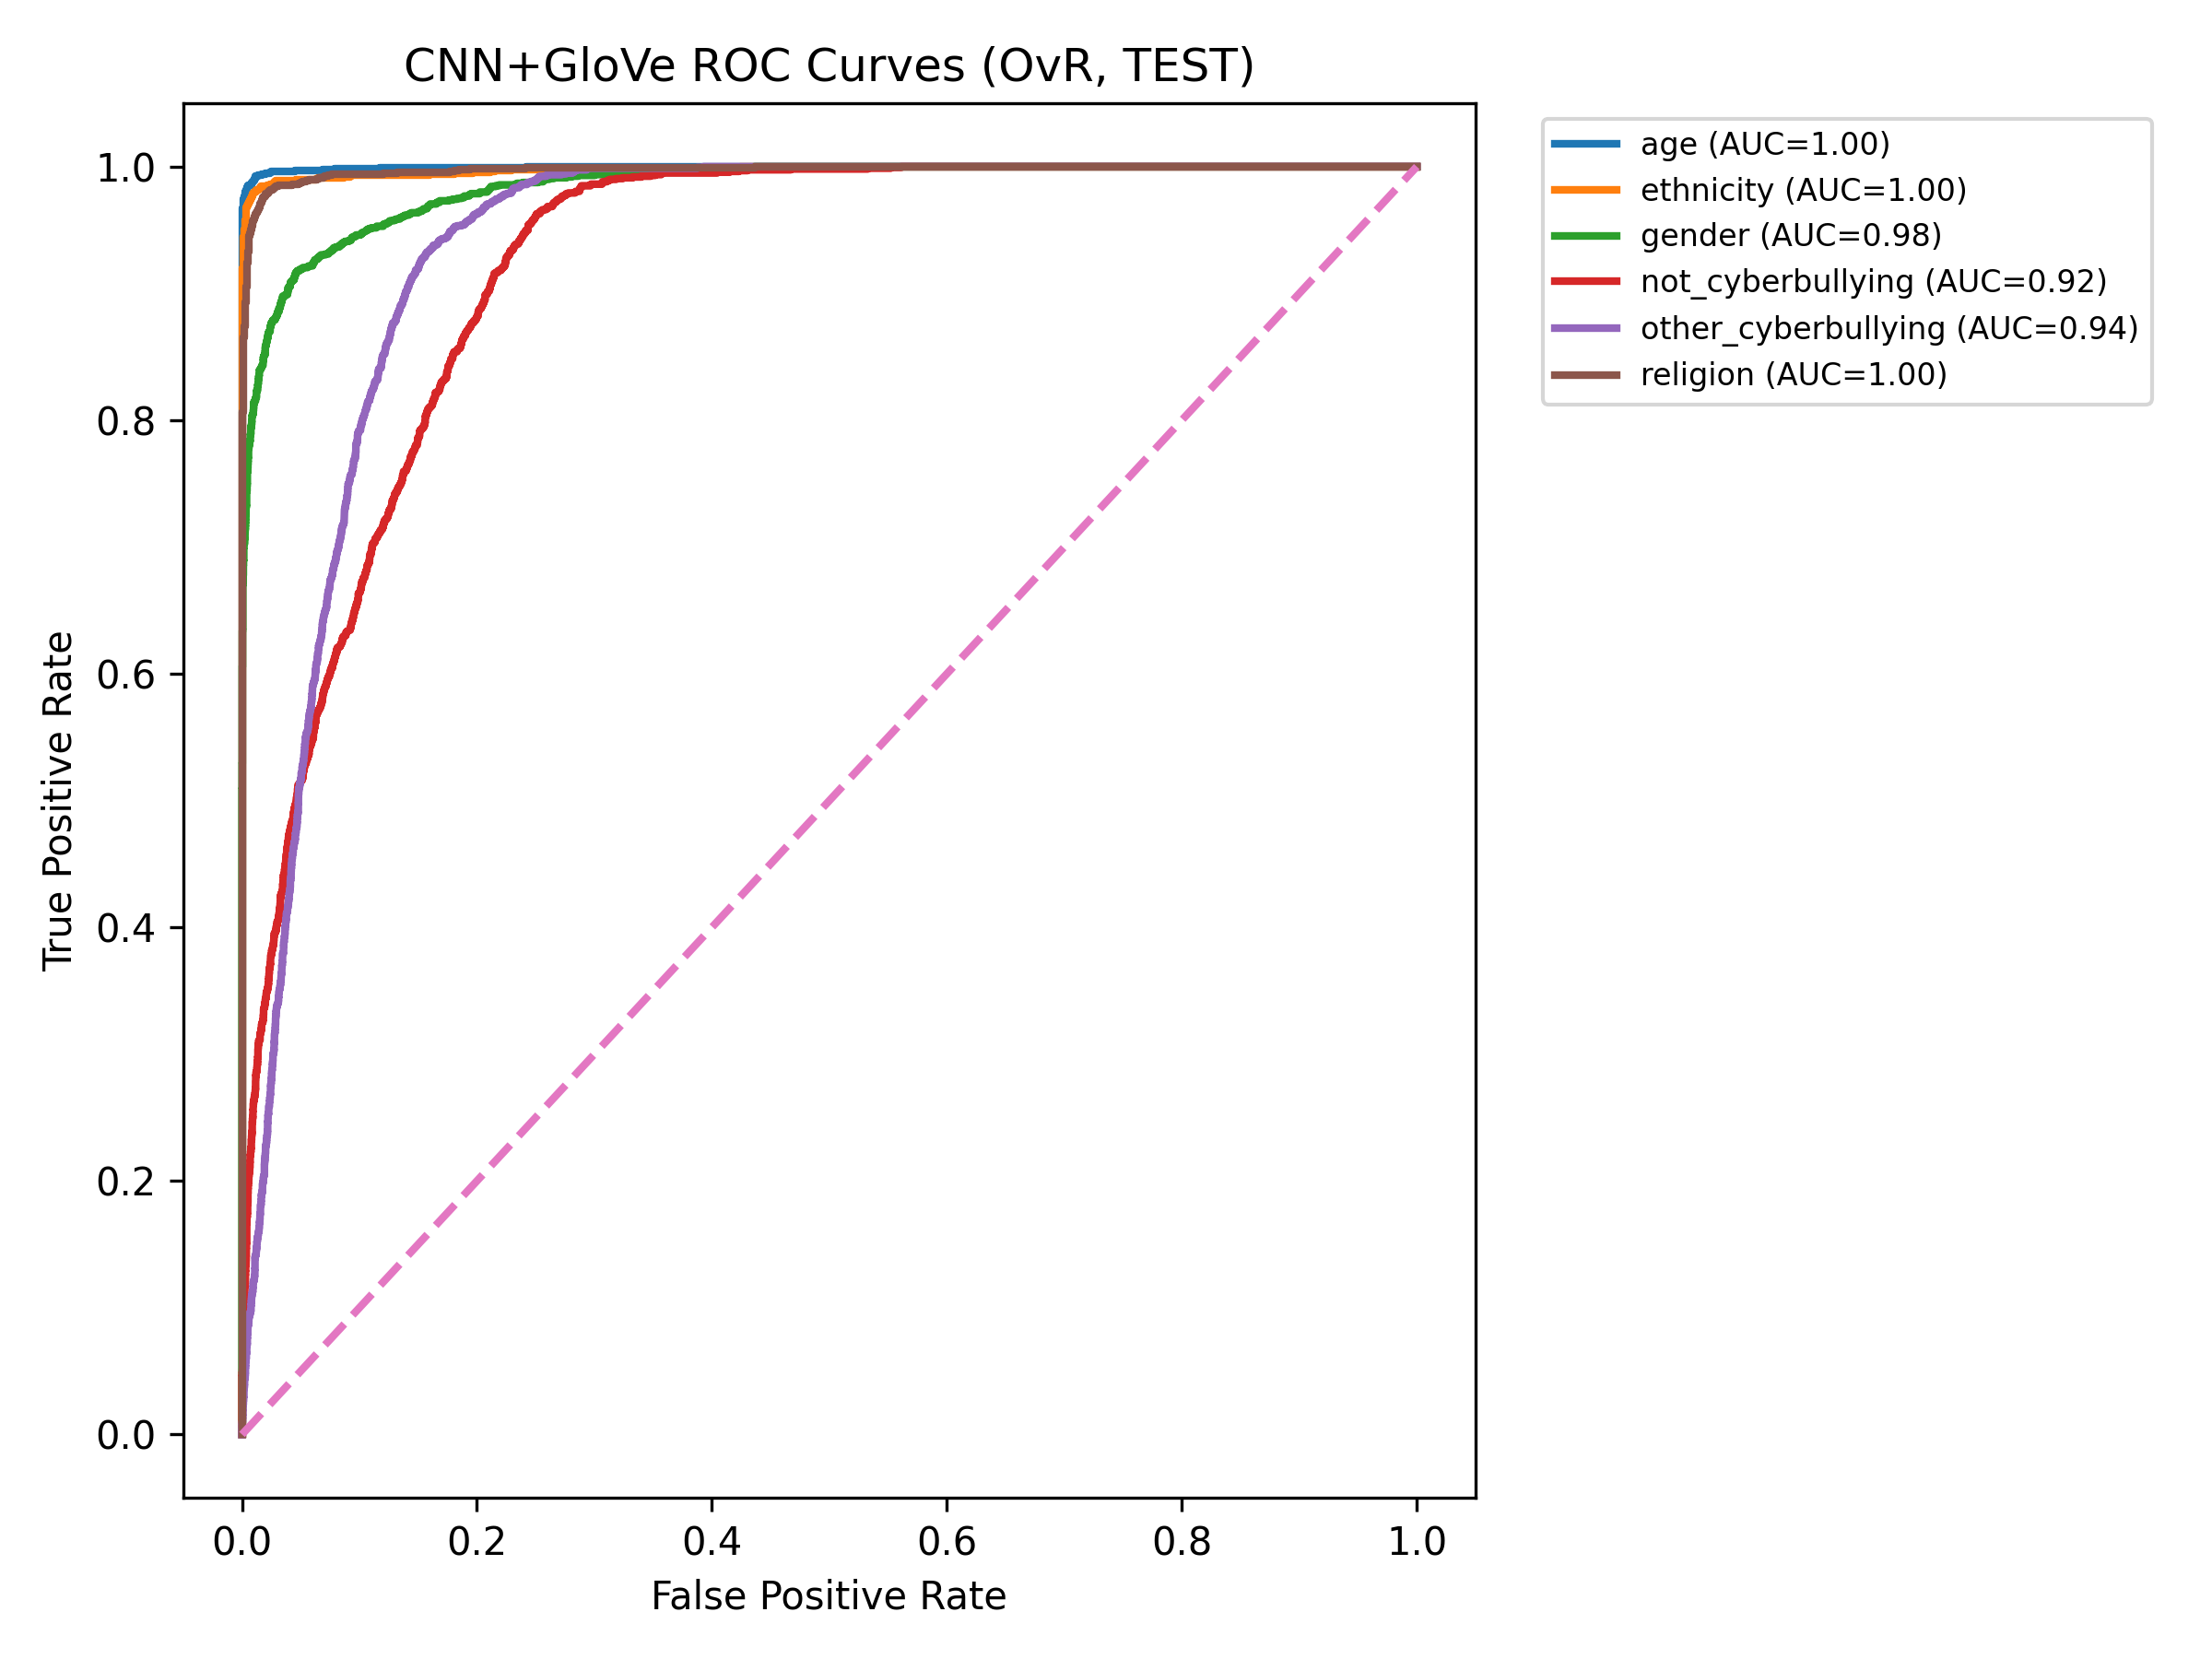 CNN+GloVe ROC Curves (OvR, TEST)
True Positive Rate
1.0
0.8
0.6
0.4
0.2
0.0
0.0 0.2 0.4 0.6 0.8 1.0
False Positive Rate
age (AUC=1.00)
ethnicity (AUC=1.00)
gender (AUC=0.98)
not_cyberbullying (AUC=0.92)
other_cyberbullying (AUC=0.94)
religion (AUC=1.00)